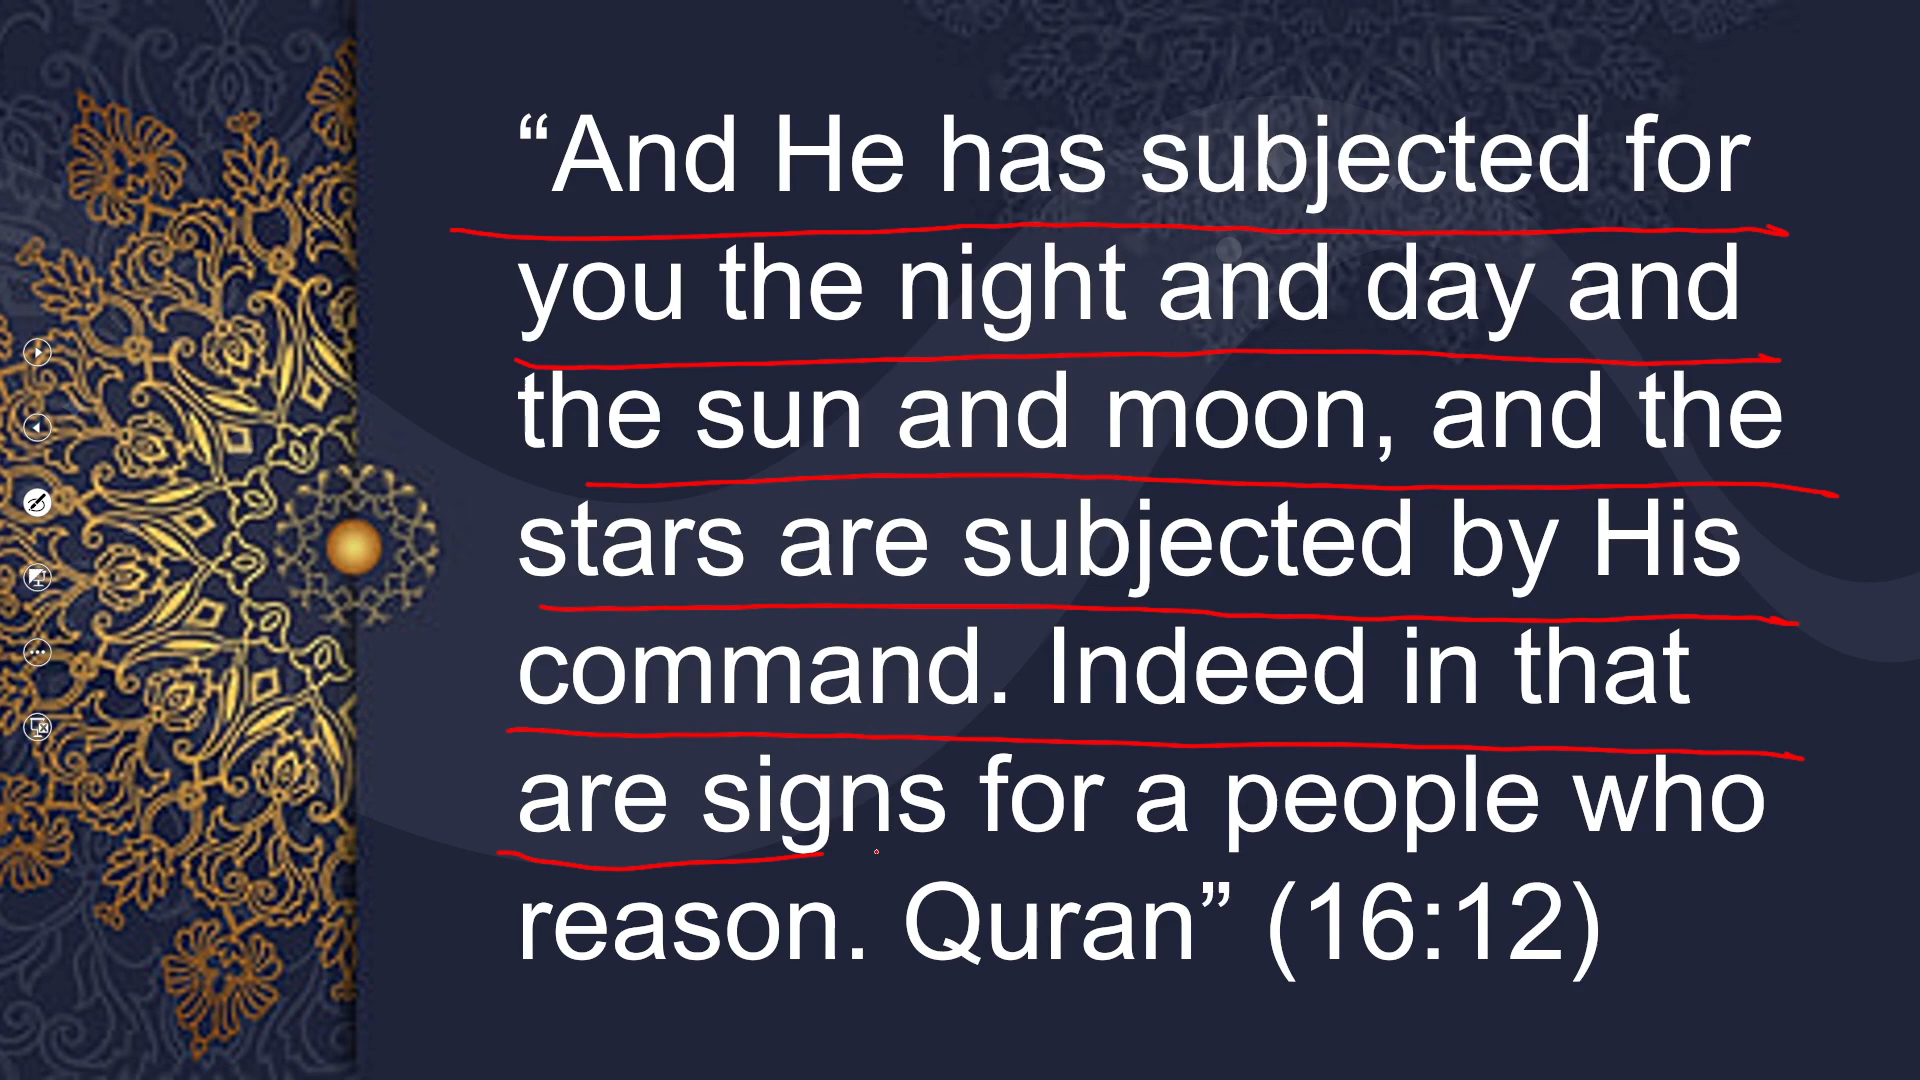 “And He has subjected for
you the night and day and
the sun and moon, and the
stars are subjected by His
command. Indeed in that
are signs for a people who
reason. Quran” (16:12)